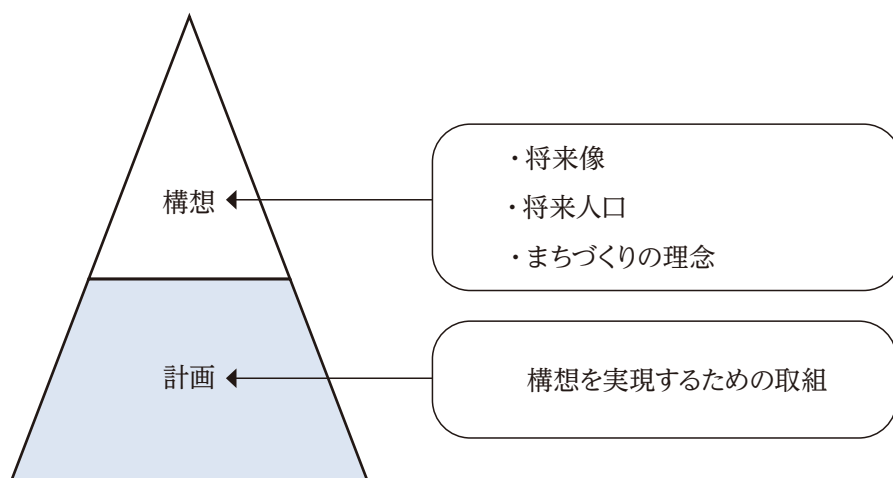 構想
・将来像
・将来人口
・まちづくりの理念
計画
構想を実現するための取組